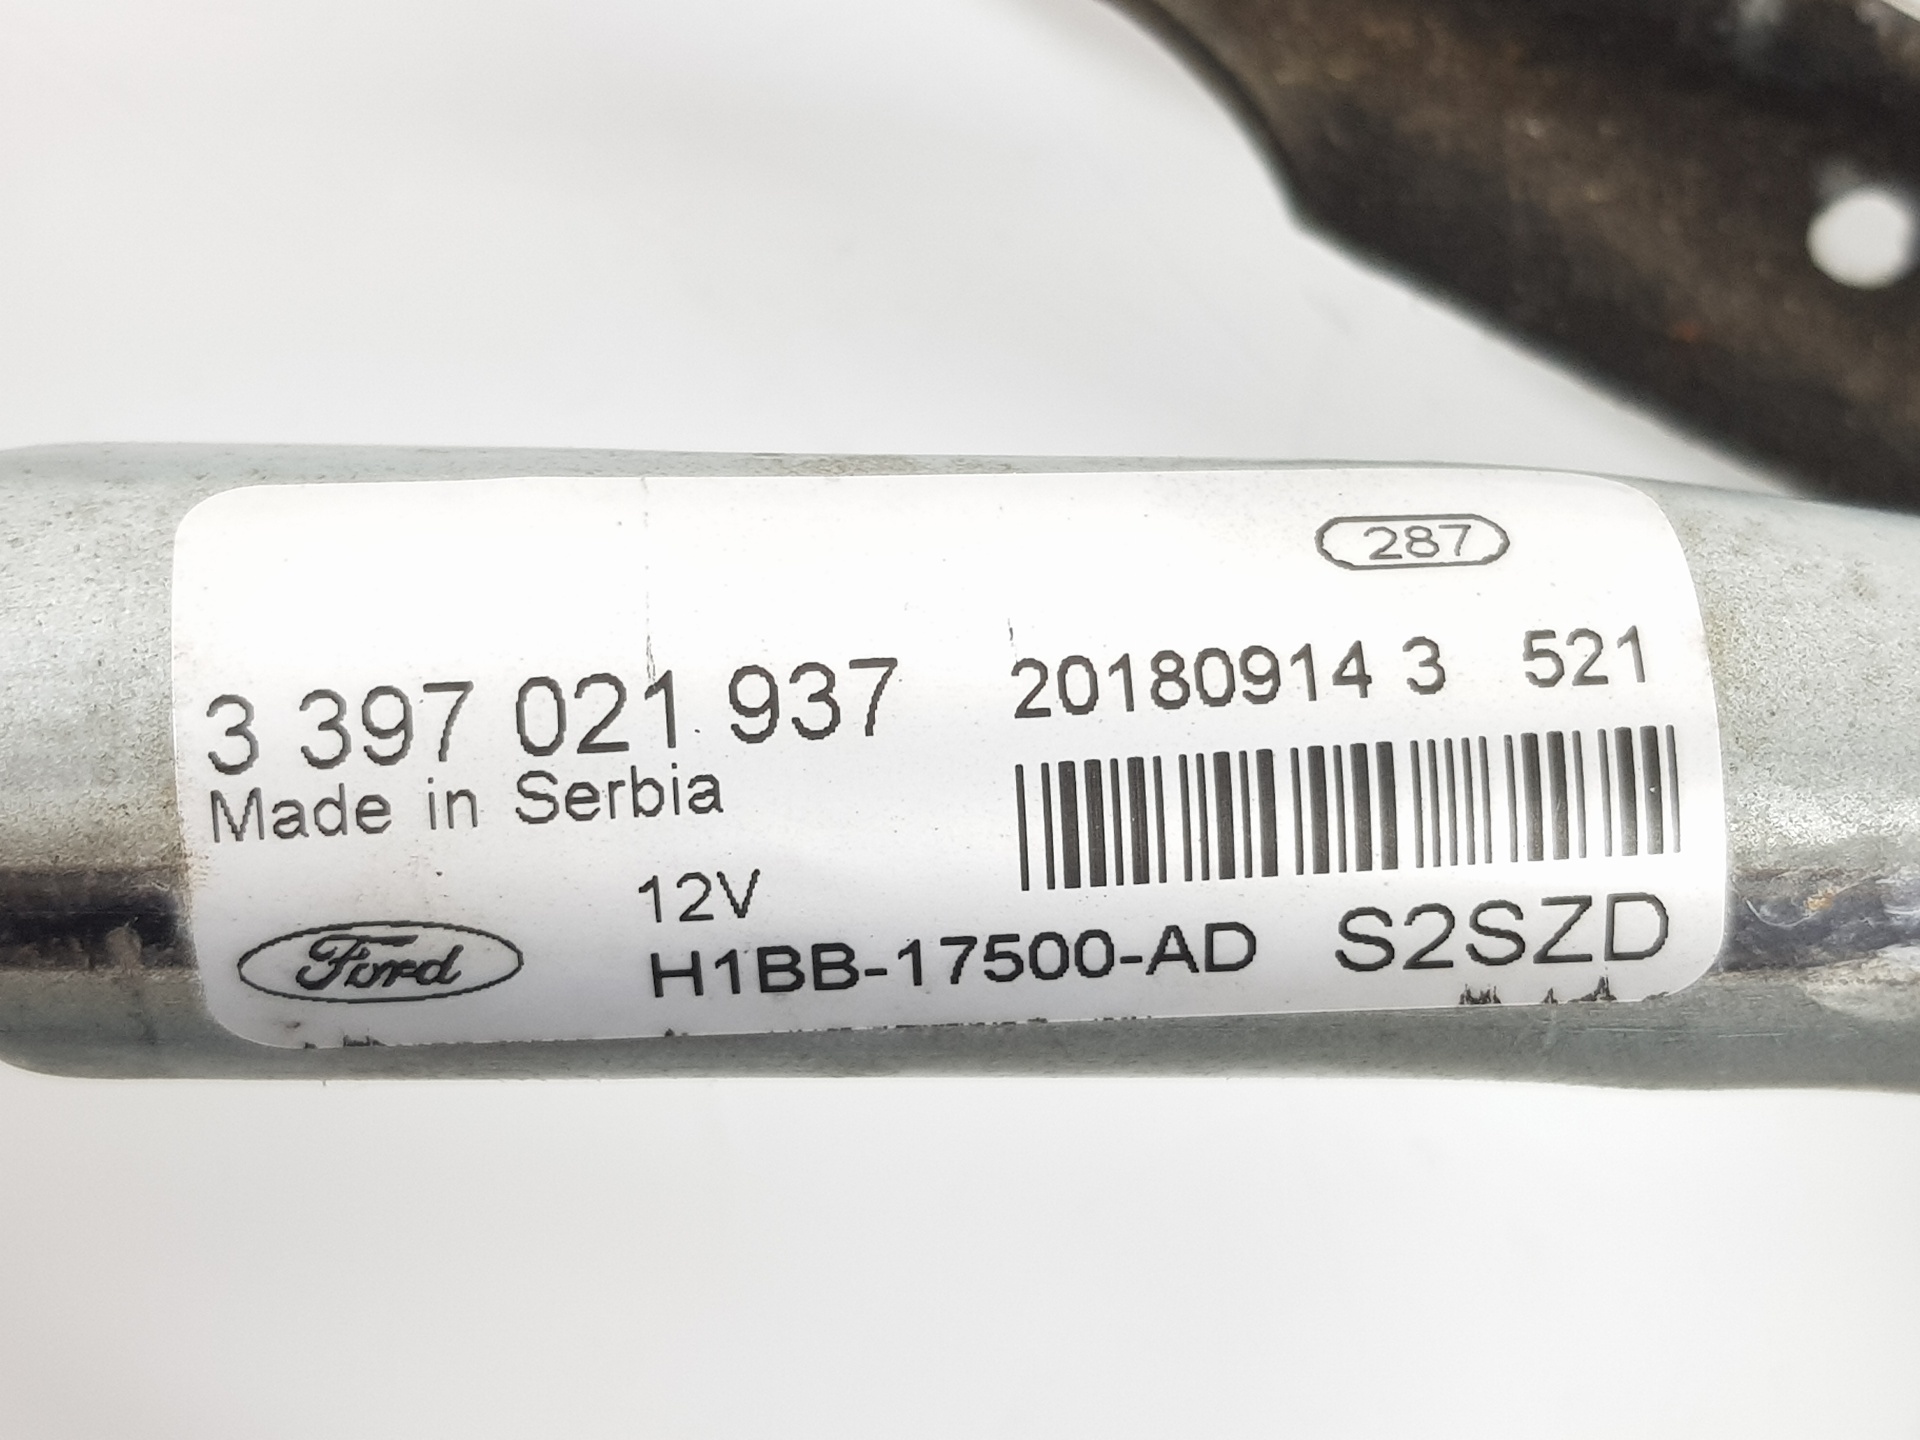 287
3 397 021 937 20180914 3 521
Made in Serbia
12V
Ford H1BB-17500-AD S2SZD